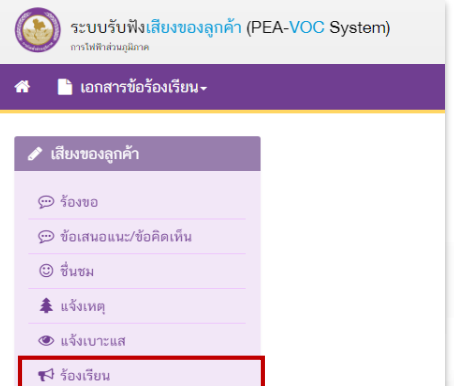 ระบบรับฟังเสียงของลูกค้า (PEA-VOC System)
การไฟฟ้าส่วนภูมิภาค
เอกสารข้อร้องเรียน
เสียงของลูกค้า
ร้องขอ
ข้อเสนอแนะ/ข้อคิดเห็น
ชื่นชม
แจ้งเหตุ
แจ้งเบาะแส
ร้องเรียน